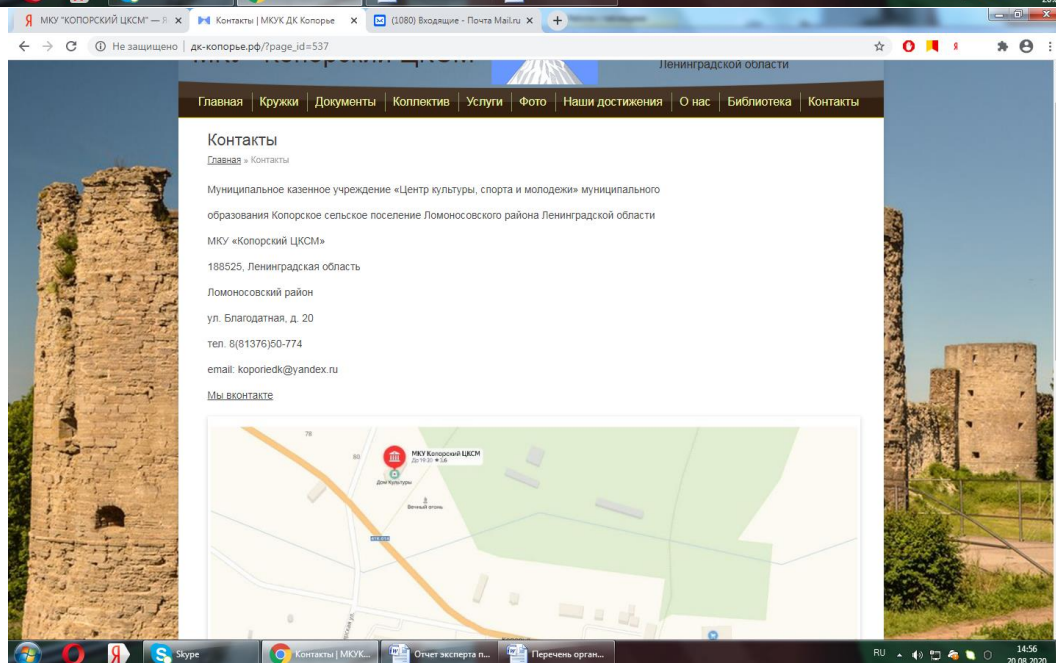 МКУ "КОПОРСКИЙ ЦКСМ" — Я
Контакты | МКУК ДК Копорье
(1080) Входящие - Почта Mail.ru
Не защищено | дк-копорье.рф/?page_id=537
Ленинградской области
Главная Кружки Документы Коллектив Услуги Фото Наши достижения О нас Библиотека Контакты
Контакты
Главная » Контакты
Муниципальное казенное учреждение «Центр культуры, спорта и молодежи» муниципального
образования Копорское сельское поселение Ломоносовского района Ленинградской области
МКУ «Копорский ЦКСМ»
188525, Ленинградская область
Ломоносовский район
ул. Благодатная, д. 20
тел. 8(81376)50-774
email: koporiedk@yandex.ru
Мы вконтакте
78
80
МКУ Копорский ЦКСМ
Дом Культуры
Вечный огонь
Skype
Контакты | МКУК...
Отчет эксперта п...
Перечень орган...
RU
14:56
20.08.2020